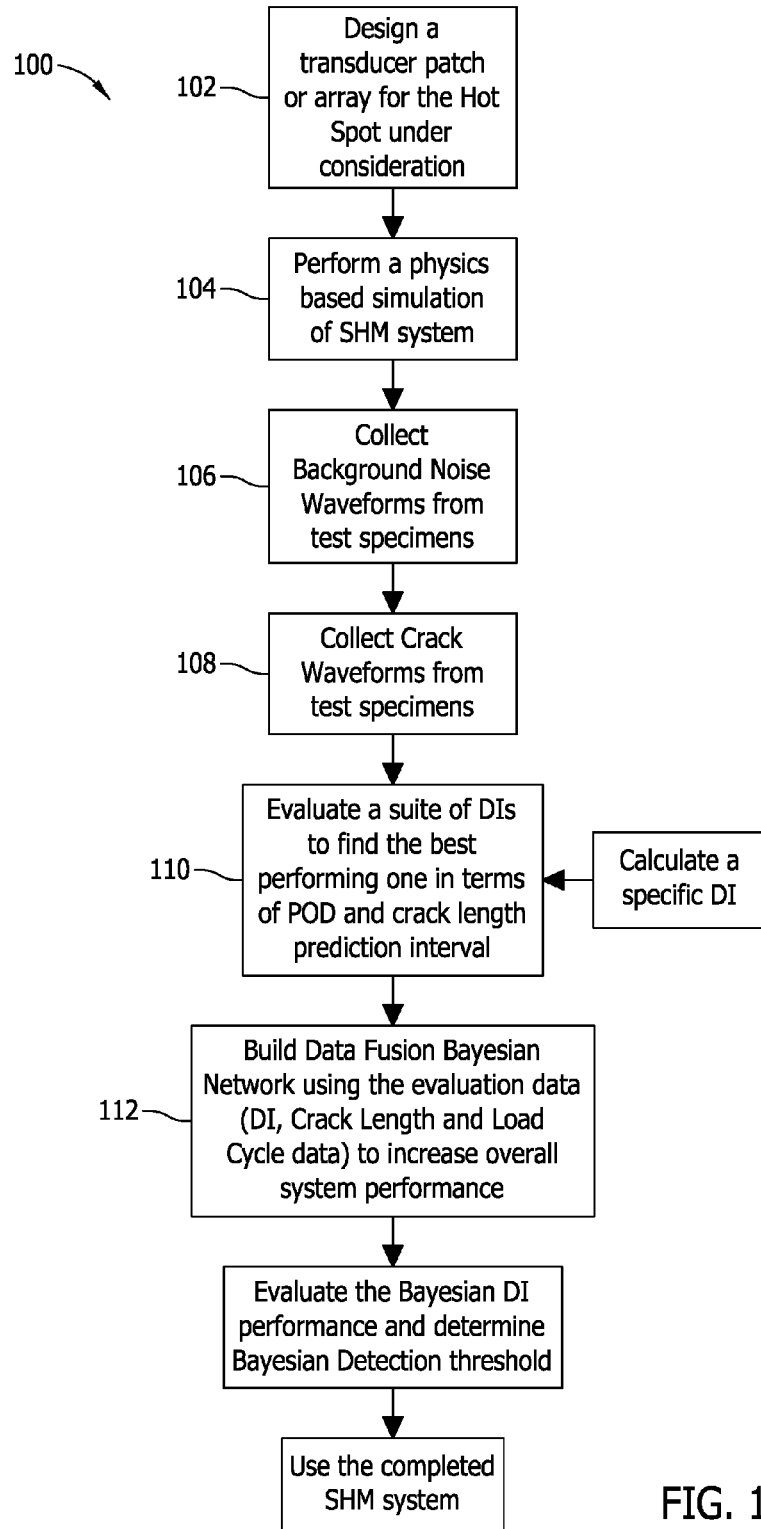 100
102
Design a
transducer patch
or array for the Hot
Spot under
consideration
104
Perform a physics
based simulation
of SHM system
106
Collect
Background Noise
Waveforms from
test specimens
108
Collect Crack
Waveforms from
test specimens
110
Evaluate a suite of DIs
to find the best
performing one in terms
of POD and crack length
prediction interval
Calculate a
specific DI
112
Build Data Fusion Bayesian
Network using the evaluation data
(DI, Crack Length and Load
Cycle data) to increase overall
system performance
Evaluate the Bayesian DI
performance and determine
Bayesian Detection threshold
Use the completed
SHM system
FIG. 1